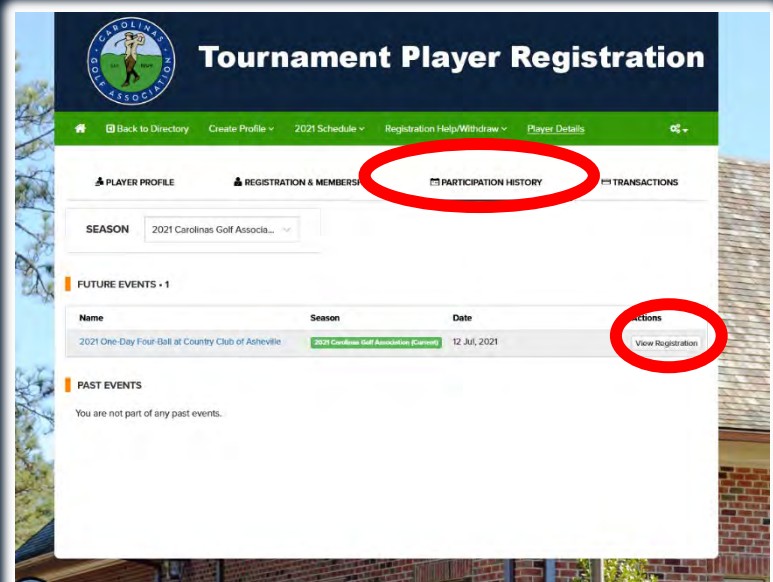 CAROLINAS
GOLF ASSOCIATION
Tournament Player Registration
Back to Directory Create Profile 2021 Schedule Registration Help/Withdraw Player Details
PLAYER PROFILE REGISTRATION & MEMBERSH PARTICIPATION HISTORY TRANSACTIONS
SEASON 2021 Carolinas Golf Associa...
FUTURE EVENTS • 1
Name Season Date Actions
2021 One-Day Four-Ball at Country Club of Asheville 2021 Carolinas Golf Association (Current) 12 Jul, 2021 View Registration
PAST EVENTS
You are not part of any past events.